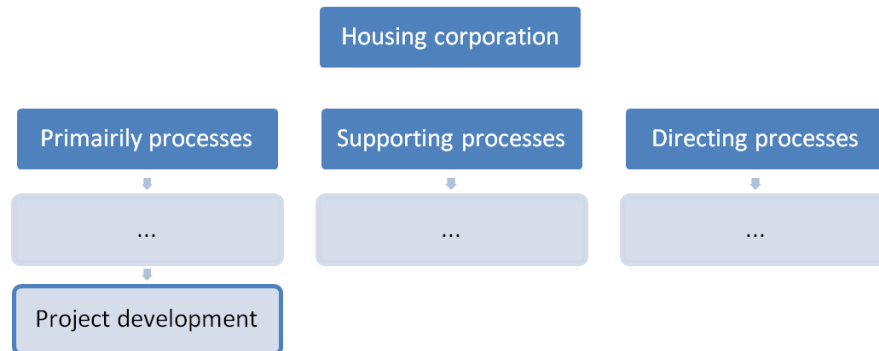 Housing corporation
Primairily processes
Supporting processes
Directing processes
...
...
...
Project development